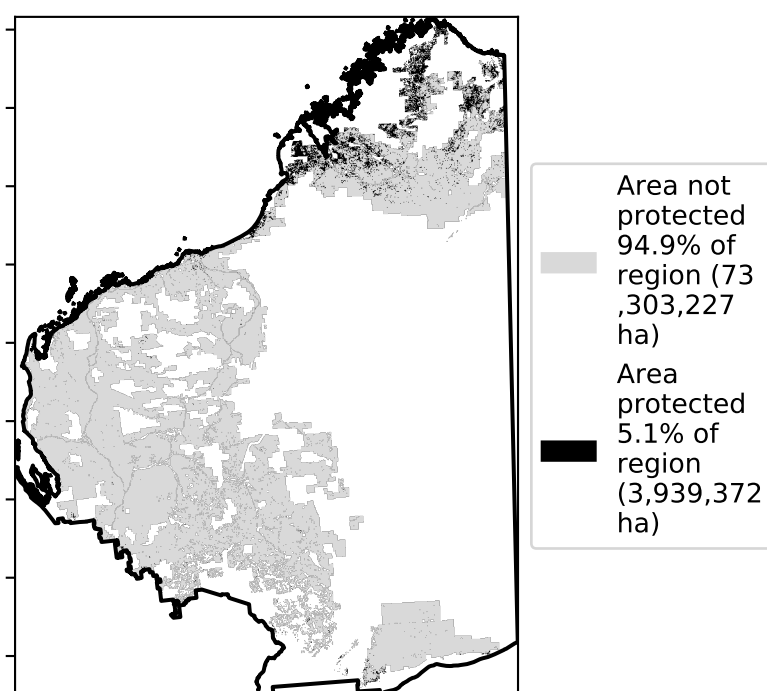 Area not
protected
94.9% of
region (73
,303,227
ha)
Area
protected
5.1% of
region
(3,939,372
ha)